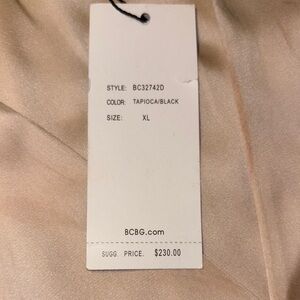 STYLE: BC32742D
COLOR: TAPIOCA/BLACK
SIZE: XL
BCBG.com
SUGG. PRICE. $230.00